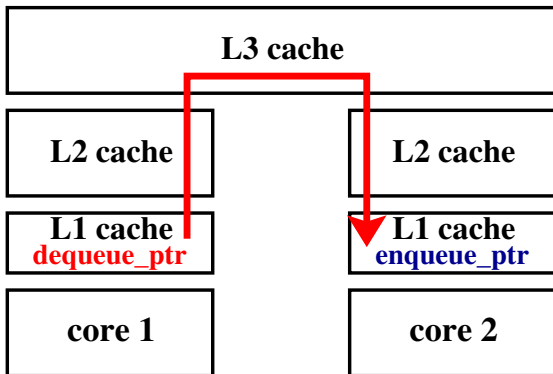 L3 cache
L2 cache
L2 cache
L1 cache
dequeue_ptr
L1 cache
enqueue_ptr
core 1
core 2